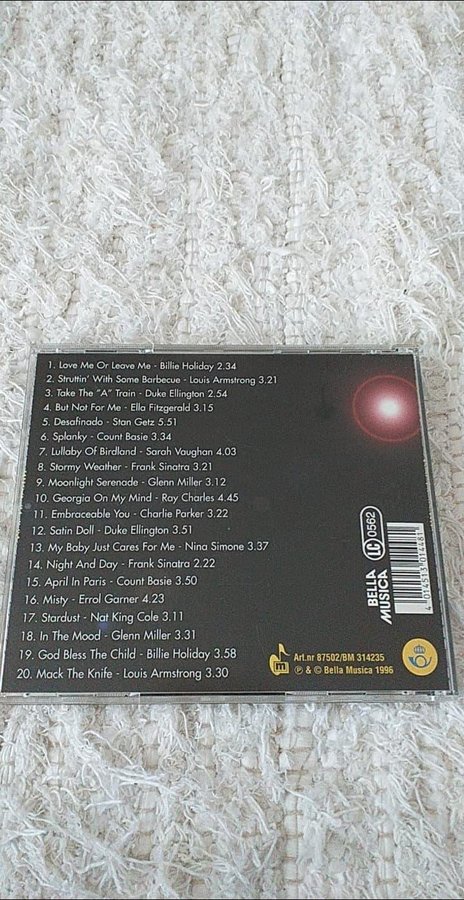 1. Love Me Or Leave Me - Billie Holiday 2.34
2. Struttin' With Some Barbecue - Louis Armstrong 3.21
3. Take The "A" Train - Duke Ellington 2.54
4. But Not For Me - Ella Fitzgerald 3.15
5. Desafinado - Stan Getz 5.51
6. Splanky - Count Basie 3.34
7. Lullaby Of Birdland - Sarah Vaughan 4.03
8. Stormy Weather - Frank Sinatra 3.21
9. Moonlight Serenade - Glenn Miller 3.12
10. Georgia On My Mind - Ray Charles 4.45
11. Embraceable You - Charlie Parker 3.22
12. Satin Doll - Duke Ellington 3.51
13. My Baby Just Cares For Me - Nina Simone 3.37
14. Night And Day - Frank Sinatra 2.22
15. April In Paris - Count Basie 3.50
16. Misty - Errol Garner 4.23
17. Stardust - Nat King Cole 3.11
18. In The Mood - Glenn Miller 3.31
19. God Bless The Child - Billie Holiday 3.58
20. Mack The Knife - Louis Armstrong 3.30
BELLA
MUSICA
LC 0562
4 014513 014481
m
Art.nr 87502/BM 314235
℗ & © Bella Musica 1996